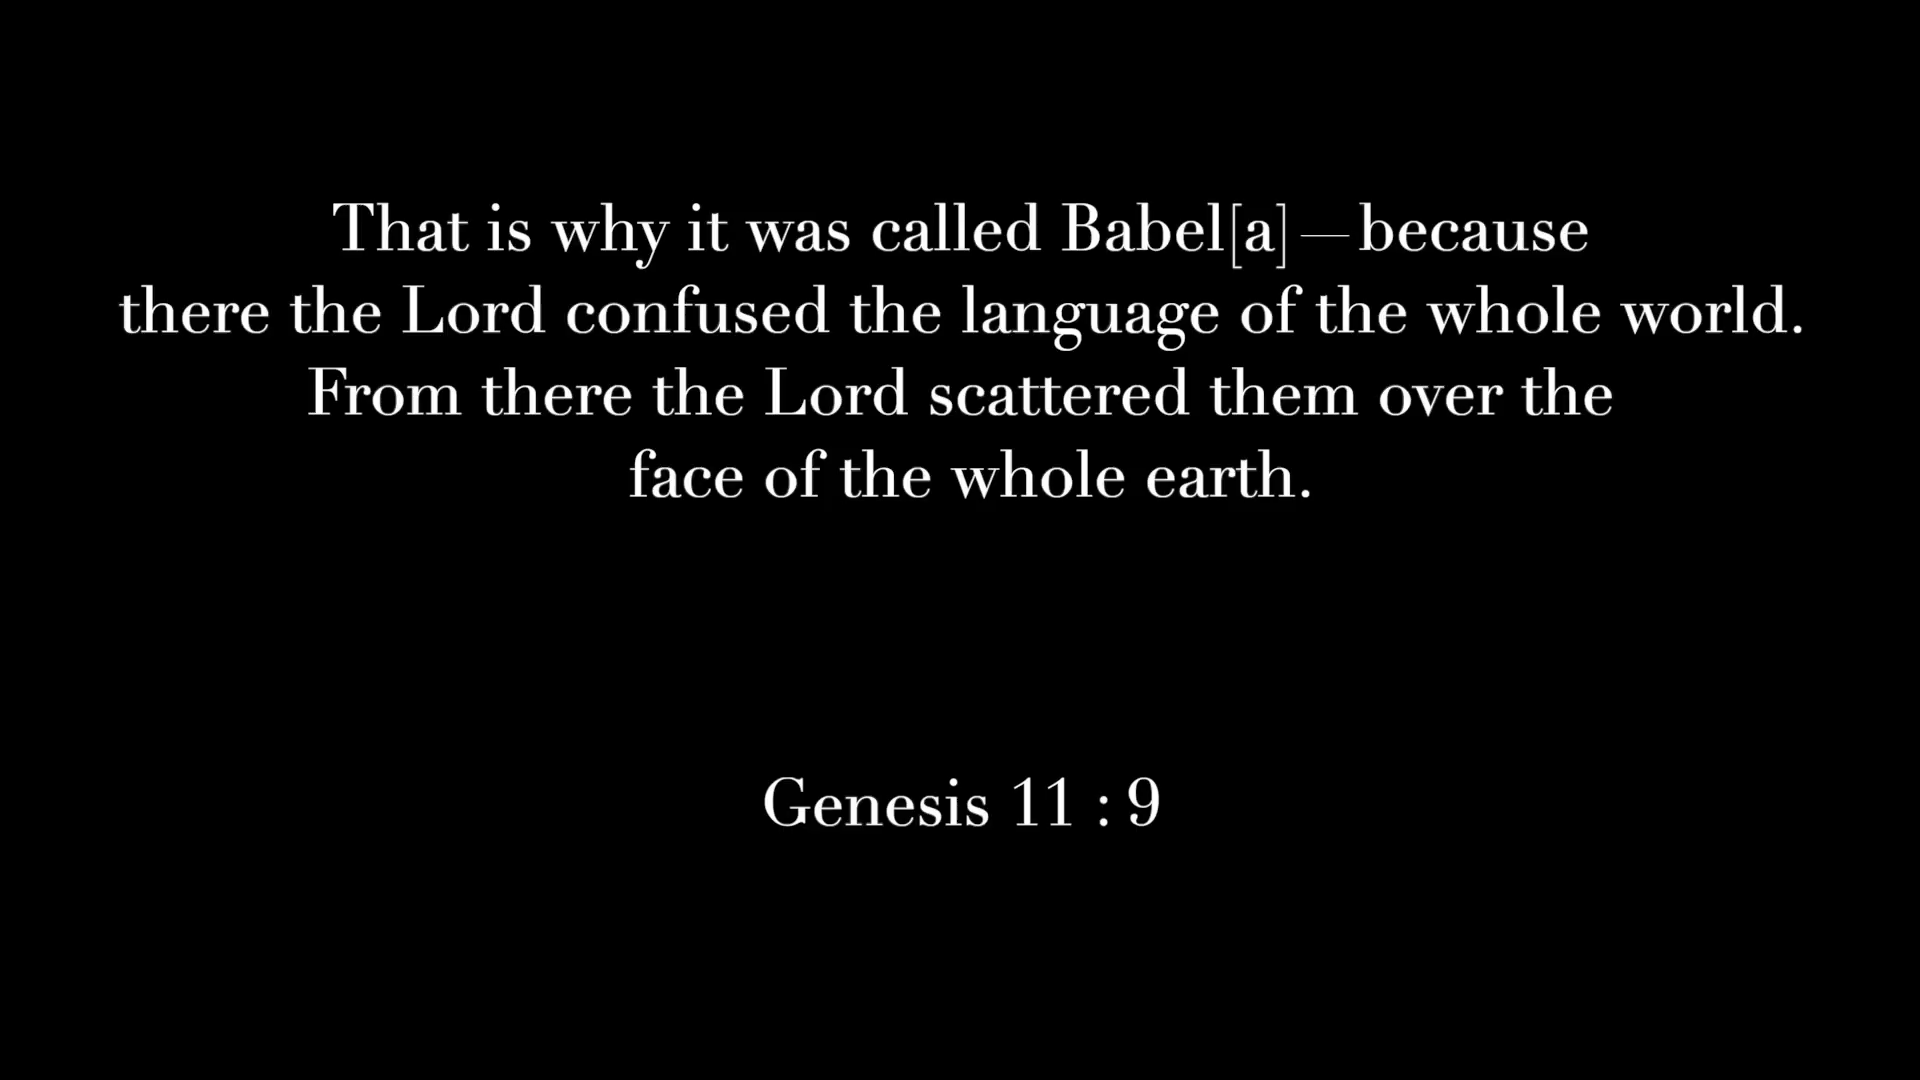 That is why it was called Babel[a]—because
there the Lord confused the language of the whole world.
From there the Lord scattered them over the
face of the whole earth.
Genesis 11 : 9